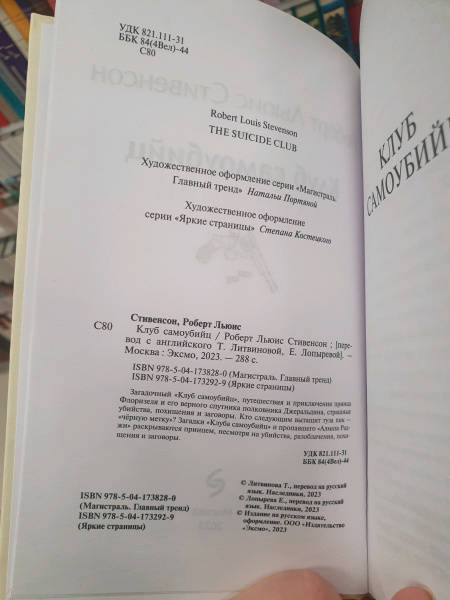 УДК 821.111-31
ББК 84(4Вел)-44
С80
Robert Louis Stevenson
THE SUICIDE CLUB
Художественное оформление серии «Магистраль.
Главный тренд» Натальи Портяной
Художественное оформление
серии «Яркие страницы» Степана Костецкого
Стивенсон, Роберт Льюис
С80 Клуб самоубийц / Роберт Льюис Стивенсон ; [пере-
вод с английского Т. Литвиновой, Е. Лопыревой]. —
Москва : Эксмо, 2023. — 288 с.
ISBN 978-5-04-173828-0 (Магистраль. Главный тренд)
ISBN 978-5-04-173292-9 (Яркие страницы)
Загадочный «Клуб самоубийц», путешествия и приключения принца
Флоризеля и его верного спутника полковника Джеральдина, страшные
убийства, похищения и заговоры. Кто следующим вытащит туза пик —
«чёрную метку»? Загадки «Клуба самоубийц» и пропавшего «Алмаза Рад-
жи» раскрываются принцем, несмотря на убийства, разоблачения, похи-
щения и заговоры.
УДК 821.111-31
ББК 84(4Вел)-44
© Литвинова Т., перевод на русский
язык. Наследники, 2023
© Лопырева Е., перевод на русский
язык. Наследники, 2023
© Издание на русском языке,
оформление. ООО «Издательство
«Эксмо», 2023
ISBN 978-5-04-173828-0
(Магистраль. Главный тренд)
ISBN 978-5-04-173292-9
(Яркие страницы)
КЛУБ
САМОУБИЙ